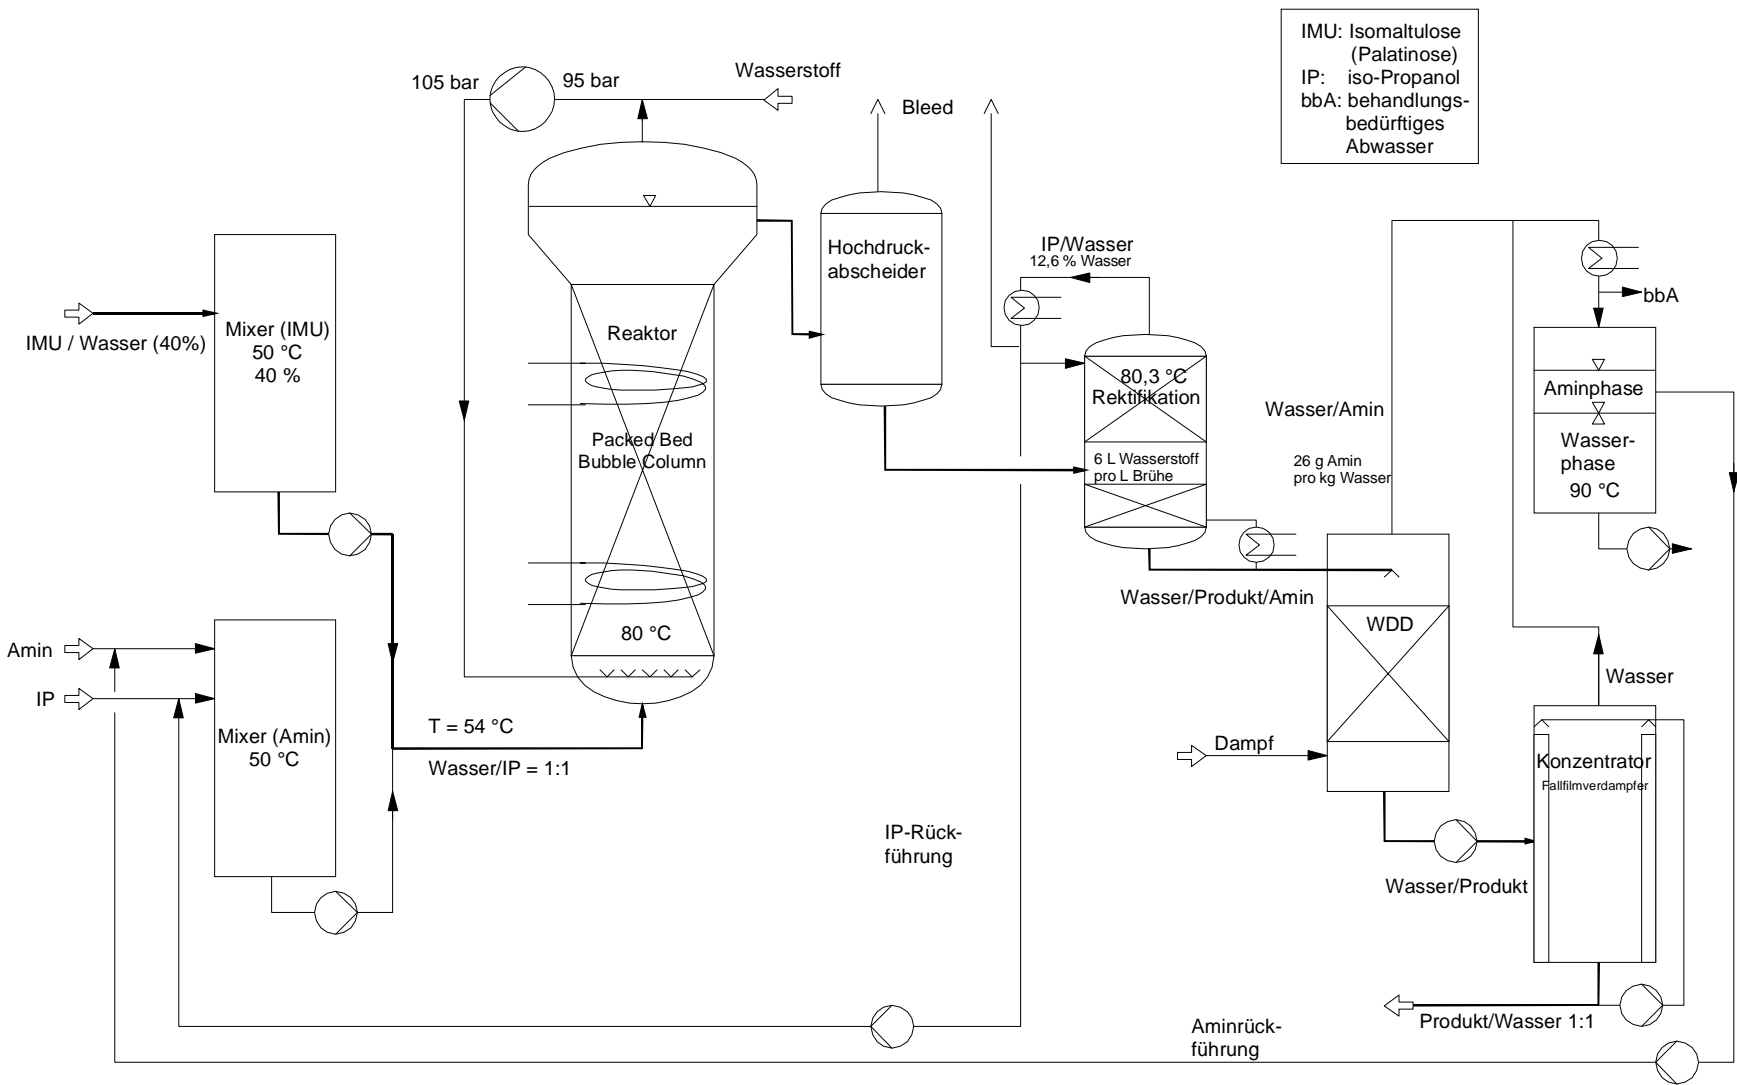 IMU: Isomaltulose
(Palatinose)
IP: iso-Propanol
bbA: behandlungs-
bedürftiges
Abwasser
105 bar
95 bar
Wasserstoff
Bleed
Hochdruck-
abscheider
IP/Wasser
12,6 % Wasser
bbA
Mixer (IMU)
50 °C
40 %
IMU / Wasser (40%)
Reaktor
Packed Bed
Bubble Column
80 °C
80,3 °C
Rektifikation
6 L Wasserstoff
pro L Brühe
Wasser/Amin
26 g Amin
pro kg Wasser
Aminphase
Wasser-
phase
90 °C
Wasser/Produkt/Amin
WDD
Amin
IP
Mixer (Amin)
50 °C
T = 54 °C
Wasser/IP = 1:1
Dampf
Wasser
Konzentrator
Fallfilmverdampfer
IP-Rück-
führung
Wasser/Produkt
Produkt/Wasser 1:1
Aminrück-
führung